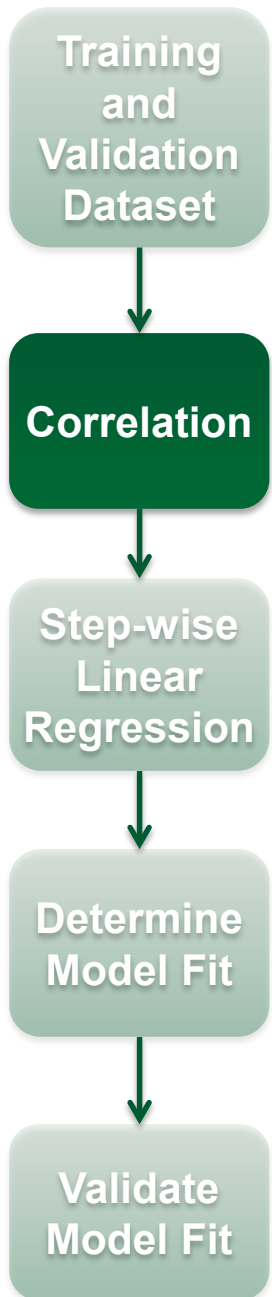 Training
and
Validation
Dataset
Correlation
Step-wise
Linear
Regression
Determine
Model Fit
Validate
Model Fit